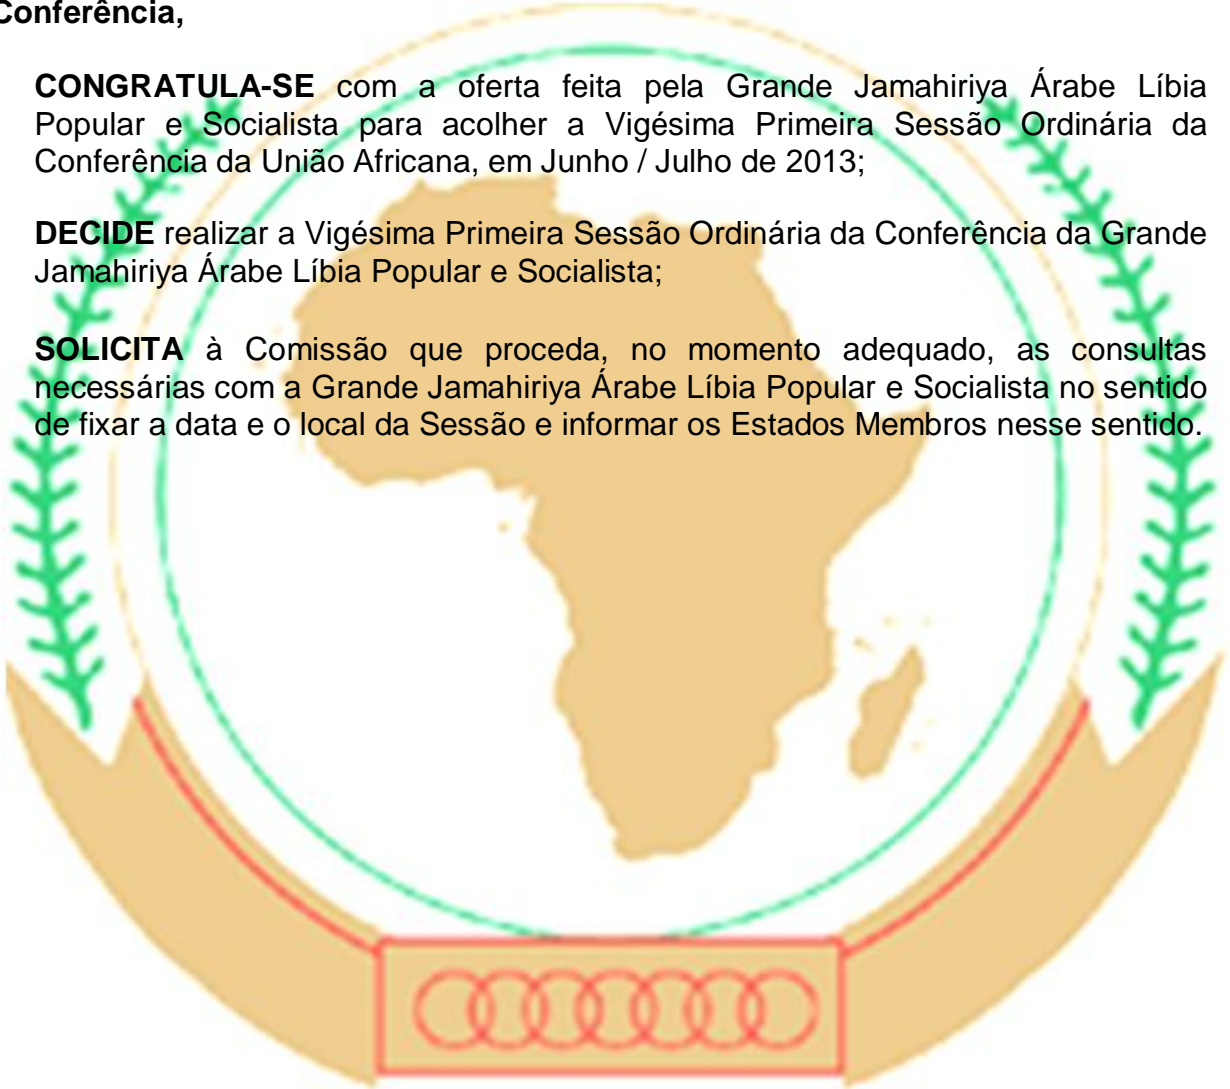 Conferência,
CONGRATULA-SE com a oferta feita pela Grande Jamahiriya Árabe Líbia
Popular e Socialista para acolher a Vigésima Primeira Sessão Ordinária da
Conferência da União Africana, em Junho / Julho de 2013;
DECIDE realizar a Vigésima Primeira Sessão Ordinária da Conferência da Grande
Jamahiriya Árabe Líbia Popular e Socialista;
SOLICITA à Comissão que proceda, no momento adequado, as consultas
necessárias com a Grande Jamahiriya Árabe Líbia Popular e Socialista no sentido
de fixar a data e o local da Sessão e informar os Estados Membros nesse sentido.